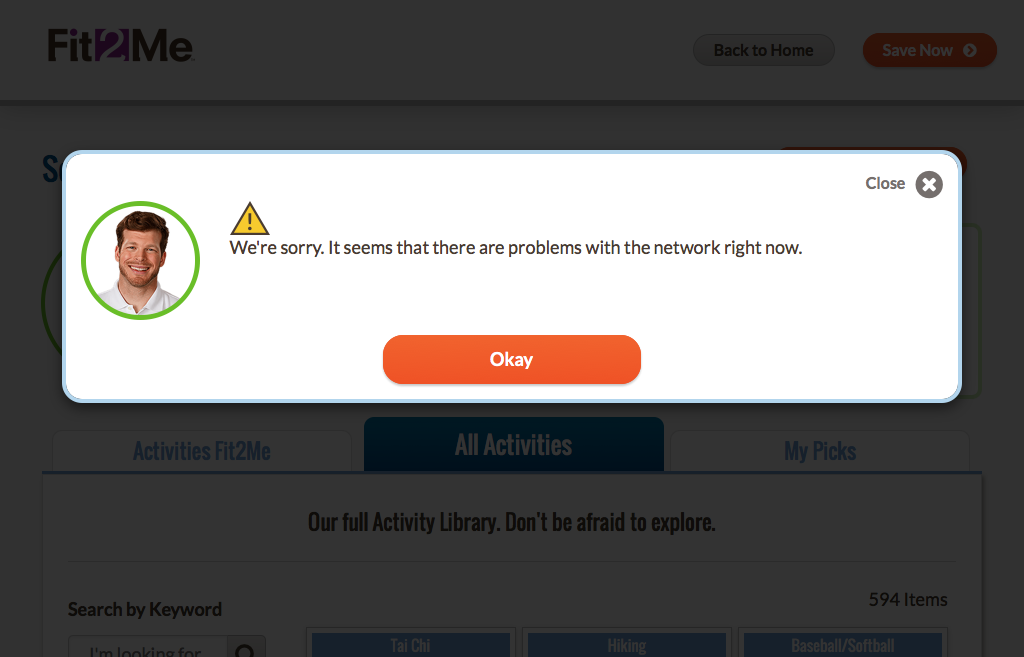 Fit2Me
Back to Home
Save Now
Close
We're sorry. It seems that there are problems with the network right now.
Okay
Activities Fit2Me
All Activities
My Picks
Our full Activity Library. Don't be afraid to explore.
594 Items
Search by Keyword
I'm looking for
Tai Chi
Hiking
Baseball/Softball